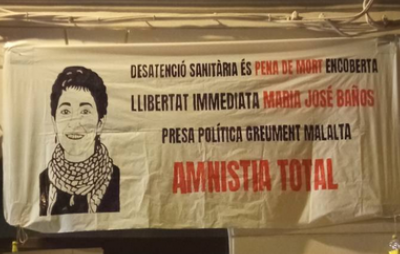 DESATENCIÓ SANITÀRIA ÉS PENA DE MORT ENCOBERTA
LLIBERTAT IMMEDIATA MARIA JOSÉ BAÑOS
PRESA POLÍTICA GREUMENT MALALTA
AMNISTIA TOTAL